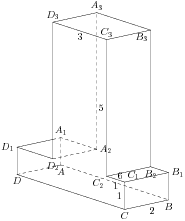 A₃
D₃
C₃
B₃
3
5
A₁
D₁
A₂
D₂
A
D
C₂
6
C₁
B₂
B₁
1
1
B
C
2